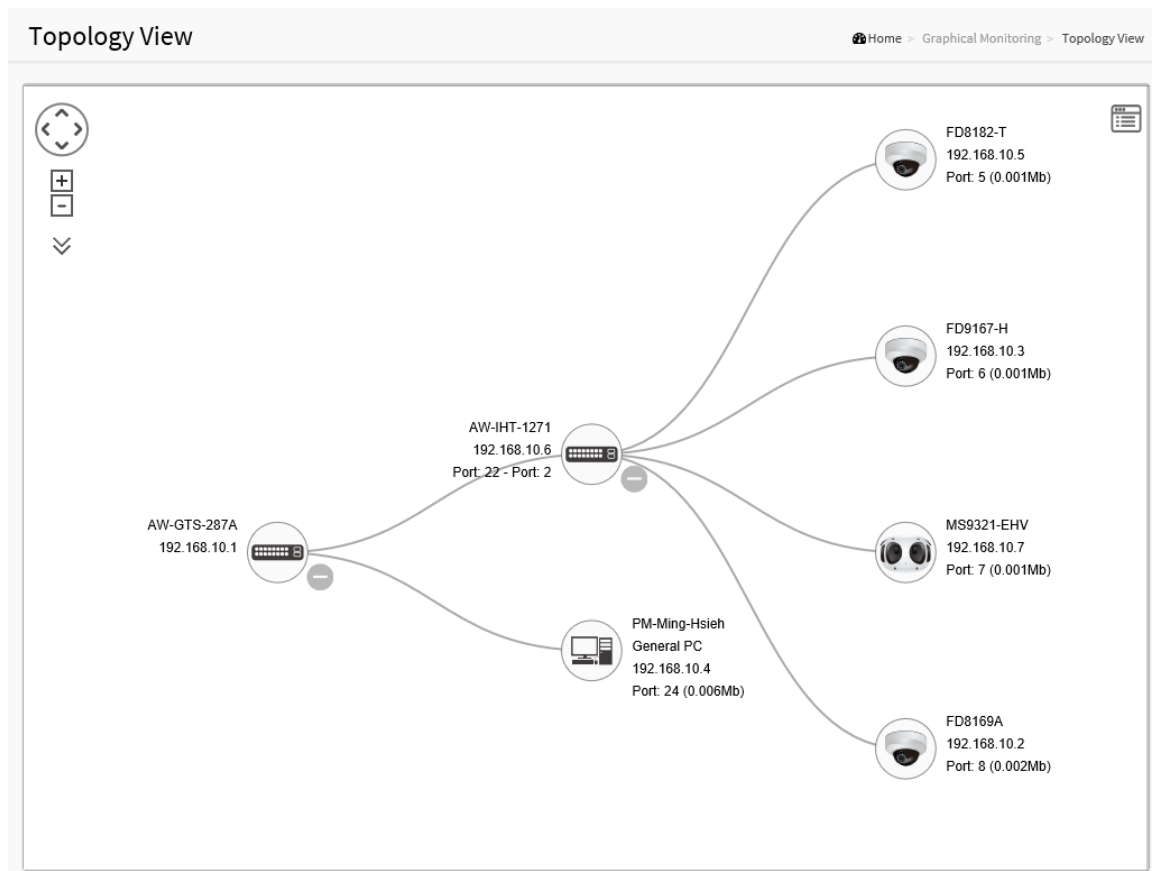 Topology View
Home > Graphical Monitoring > Topology View
FD8182-T
192.168.10.5
Port: 5 (0.001Mb)
FD9167-H
192.168.10.3
Port: 6 (0.001Mb)
AW-IHT-1271
192.168.10.6
Port: 22 - Port: 2
AW-GTS-287A
192.168.10.1
MS9321-EHV
192.168.10.7
Port: 7 (0.001Mb)
PM-Ming-Hsieh
General PC
192.168.10.4
Port: 24 (0.006Mb)
FD8169A
192.168.10.2
Port: 8 (0.002Mb)